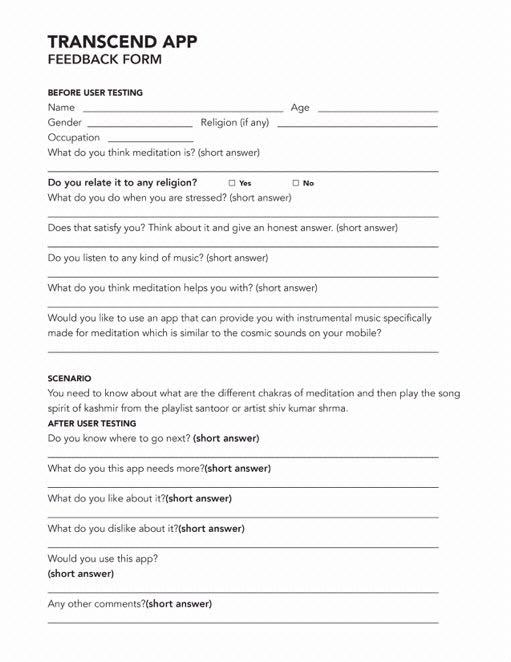 TRANSCEND APP
FEEDBACK FORM
BEFORE USER TESTING
Name Age
Gender Religion (if any)
Occupation
What do you think meditation is? (short answer)
Do you relate it to any religion? Yes No
What do you do when you are stressed? (short answer)
Does that satisfy you? Think about it and give an honest answer. (short answer)
Do you listen to any kind of music? (short answer)
What do you think meditation helps you with? (short answer)
Would you like to use an app that can provide you with instrumental music specifically
made for meditation which is similar to the cosmic sounds on your mobile?
SCENARIO
You need to know about what are the different chakras of meditation and then play the song
spirit of kashmir from the playlist santoor or artist shiv kumar shrma.
AFTER USER TESTING
Do you know where to go next? (short answer)
What do you this app needs more?(short answer)
What do you like about it?(short answer)
What do you dislike about it?(short answer)
Would you use this app?
(short answer)
Any other comments?(short answer)